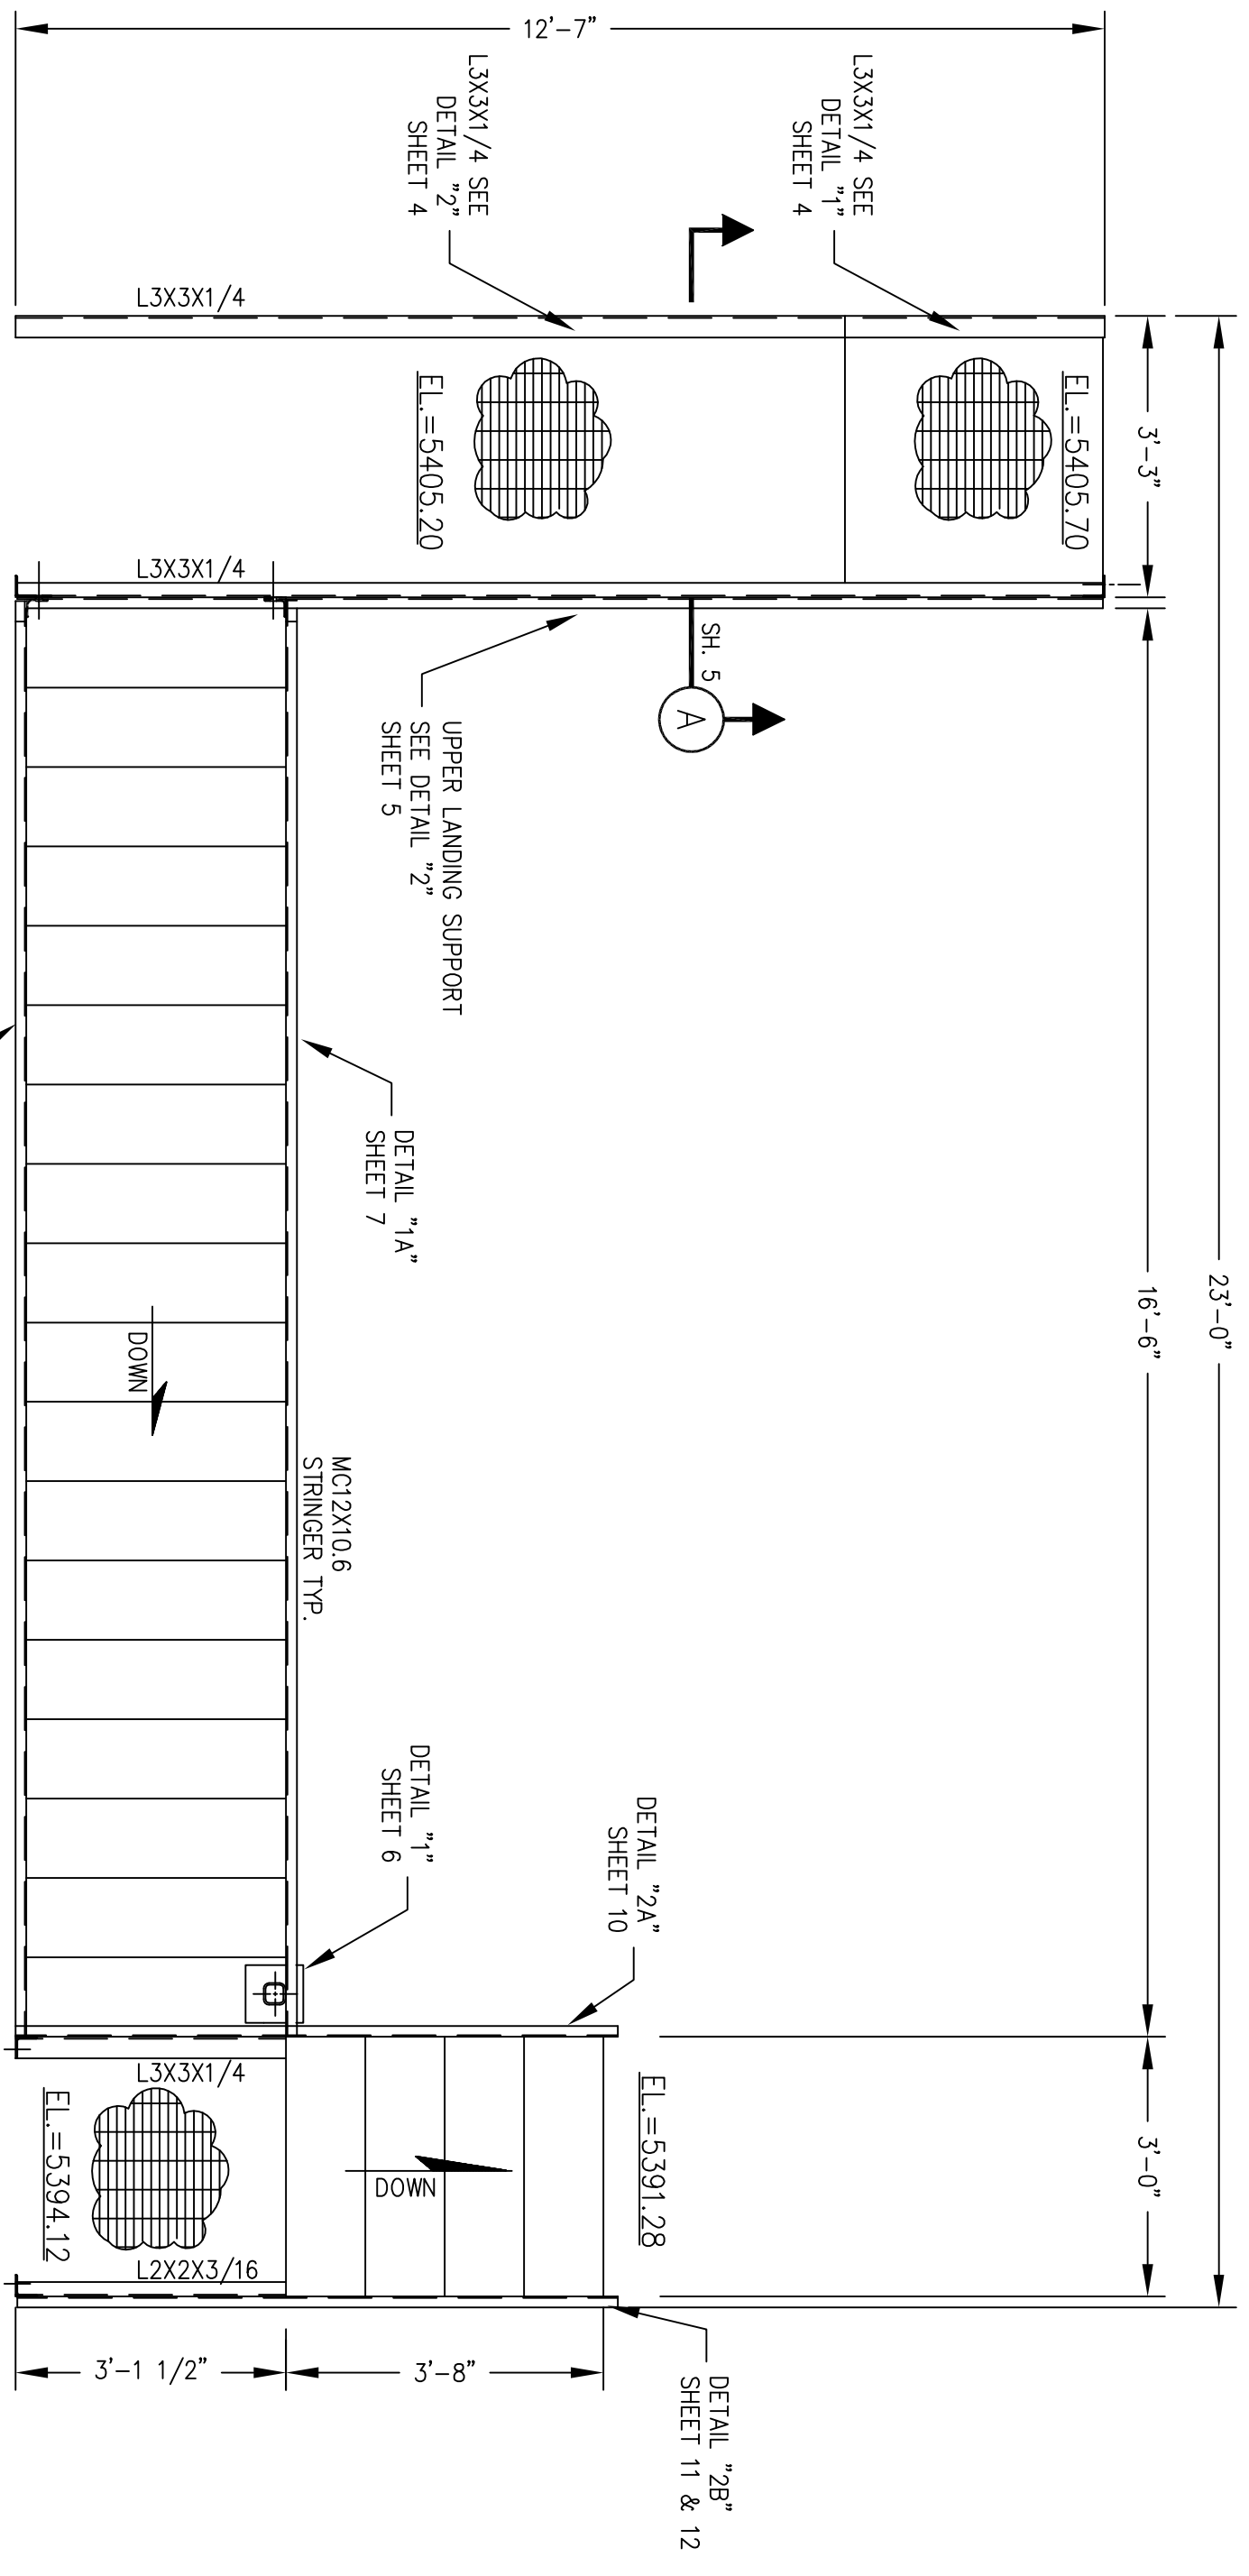 23'-0"
3'-3"
16'-6"
3'-0"
12'-7"
L3X3X1/4 SEE
DETAIL "1"
SHEET 4
L3X3X1/4 SEE
DETAIL "2"
SHEET 4
EL.=5405.70
EL.=5405.20
L3X3X1/4
L3X3X1/4
SH. 5
A
UPPER LANDING SUPPORT
SEE DETAIL "2"
SHEET 5
DETAIL "1A"
SHEET 7
DOWN
MC12X10.6
STRINGER TYP.
DETAIL "1"
SHEET 6
DETAIL "2A"
SHEET 10
EL.=5391.28
DOWN
L3X3X1/4
EL.=5394.12
L2X2X3/16
3'-1 1/2"
3'-8"
DETAIL "2B"
SHEET 11 & 12